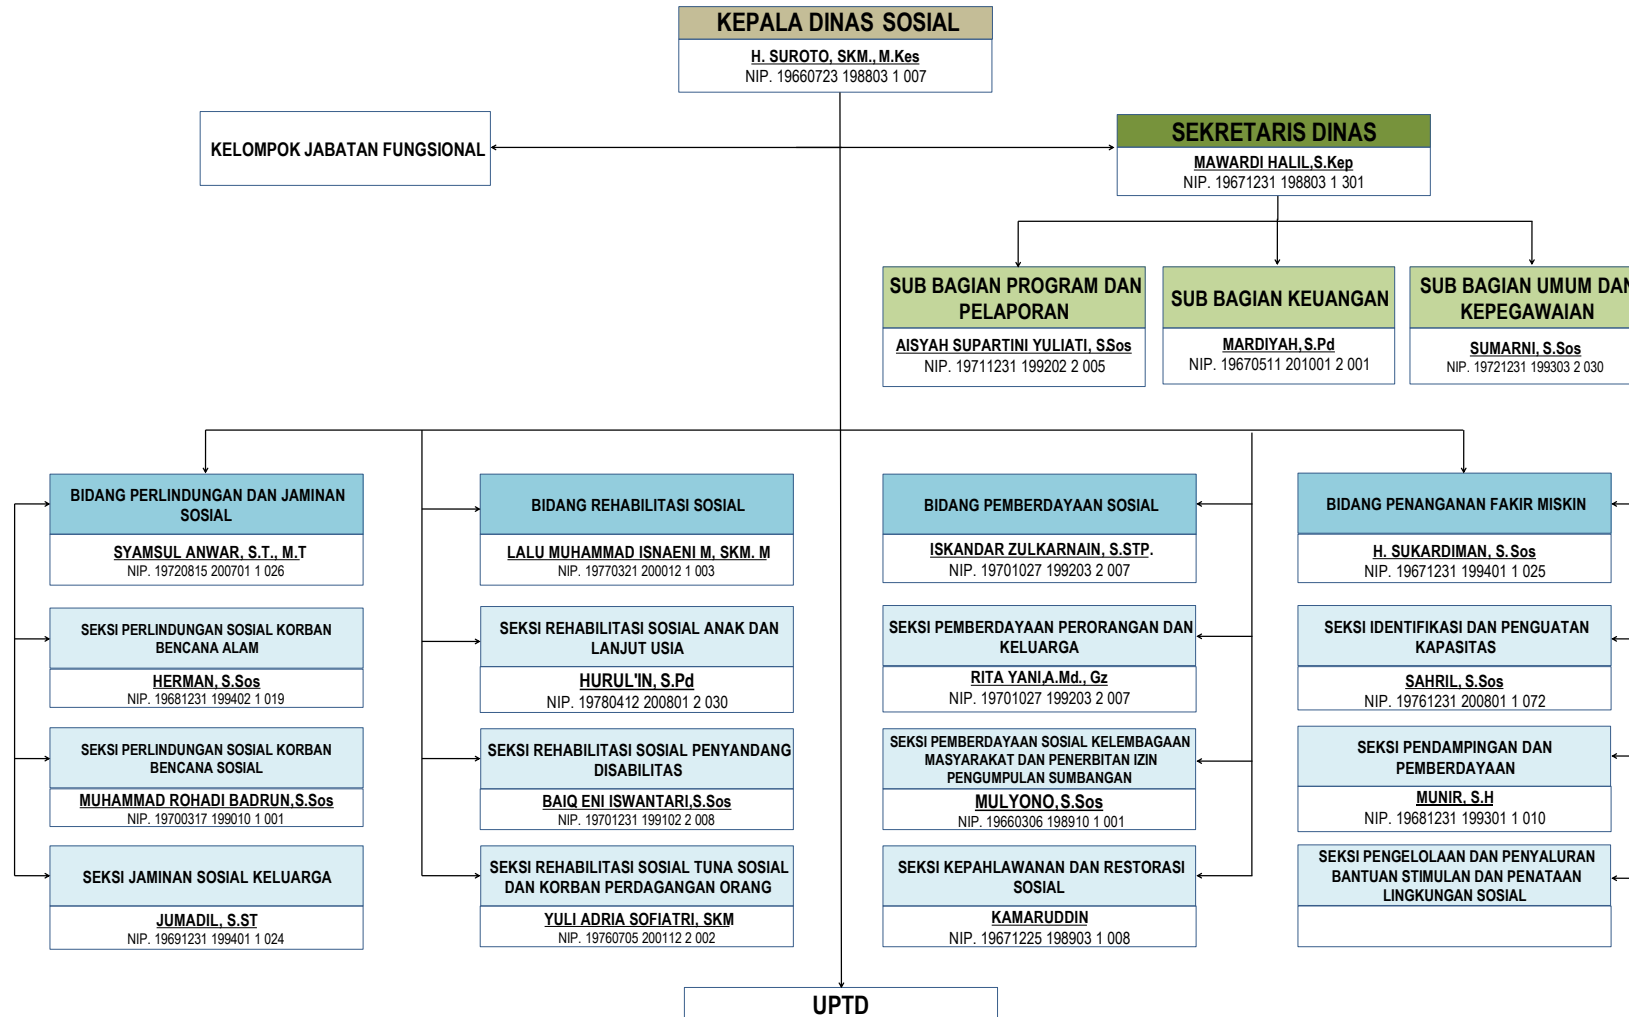 KEPALA DINAS SOSIAL
H. SUROTO, SKM., M.Kes
NIP. 19660723 198803 1 007
KELOMPOK JABATAN FUNGSIONAL
SEKRETARIS DINAS
MAWARDI HALIL,S.Kep
NIP. 19671231 198803 1 301
SUB BAGIAN PROGRAM DAN
PELAPORAN
AISYAH SUPARTINI YULIATI, S.Sos
NIP. 19711231 199202 2 005
SUB BAGIAN KEUANGAN
MARDIYAH,S.Pd
NIP. 19670511 201001 2 001
SUB BAGIAN UMUM DAN
KEPEGAWAIAN
SUMARNI, S.Sos
NIP. 19721231 199303 2 030
BIDANG PERLINDUNGAN DAN JAMINAN
SOSIAL
SYAMSUL ANWAR, S.T., M.T
NIP. 19720815 200701 1 026
SEKSI PERLINDUNGAN SOSIAL KORBAN
BENCANA ALAM
HERMAN, S.Sos
NIP. 19681231 199402 1 019
SEKSI PERLINDUNGAN SOSIAL KORBAN
BENCANA SOSIAL
MUHAMMAD ROHADI BADRUN,S.Sos
NIP. 19700317 199010 1 001
SEKSI JAMINAN SOSIAL KELUARGA
JUMADIL, S.ST
NIP. 19691231 199401 1 024
BIDANG REHABILITASI SOSIAL
LALU MUHAMMAD ISNAENI M, SKM. M
NIP. 19770321 200012 1 003
SEKSI REHABILITASI SOSIAL ANAK DAN
LANJUT USIA
HURUL'IN, S.Pd
NIP. 19780412 200801 2 030
SEKSI REHABILITASI SOSIAL PENYANDANG
DISABILITAS
BAIQ ENI ISWANTARI,S.Sos
NIP. 19701231 199102 2 008
SEKSI REHABILITASI SOSIAL TUNA SOSIAL
DAN KORBAN PERDAGANGAN ORANG
YULI ADRIA SOFIATRI, SKM
NIP. 19760705 200112 2 002
BIDANG PEMBERDAYAAN SOSIAL
ISKANDAR ZULKARNAIN, S.STP.
NIP. 19701027 199203 2 007
SEKSI PEMBERDAYAAN PERORANGAN DAN
KELUARGA
RITA YANI,A.Md., Gz
NIP. 19701027 199203 2 007
SEKSI PEMBERDAYAAN SOSIAL KELEMBAGAAN
MASYARAKAT DAN PENERBITAN IZIN
PENGUMPULAN SUMBANGAN
MULYONO,S.Sos
NIP. 19660306 198910 1 001
SEKSI KEPAHLAWANAN DAN RESTORASI
SOSIAL
KAMARUDDIN
NIP. 19671225 198903 1 008
BIDANG PENANGANAN FAKIR MISKIN
H. SUKARDIMAN, S.Sos
NIP. 19671231 199401 1 025
SEKSI IDENTIFIKASI DAN PENGUATAN
KAPASITAS
SAHRIL, S.Sos
NIP. 19761231 200801 1 072
SEKSI PENDAMPINGAN DAN
PEMBERDAYAAN
MUNIR, S.H
NIP. 19681231 199301 1 010
SEKSI PENGELOLAAN DAN PENYALURAN
BANTUAN STIMULAN DAN PENATAAN
LINGKUNGAN SOSIAL
UPTD